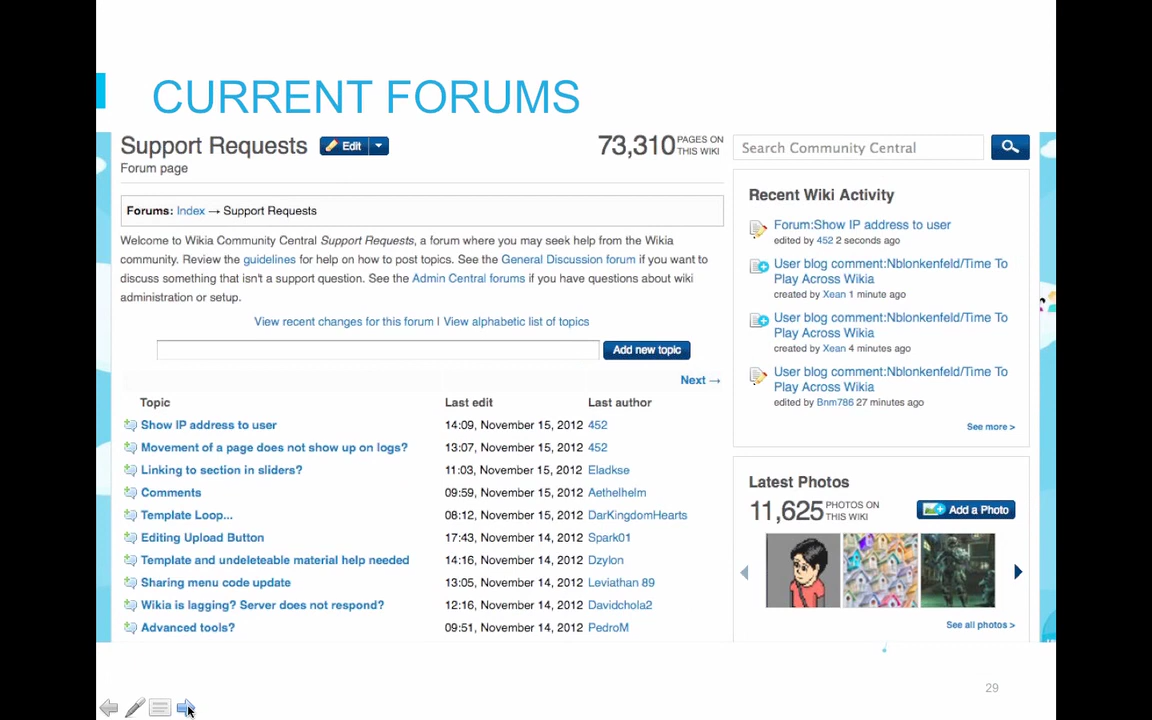 CURRENT FORUMS
Support Requests
Edit
73,310 PAGES ON THIS WIKI
Forum page
Forums: Index → Support Requests
Welcome to Wikia Community Central Support Requests, a forum where you may seek help from the Wikia
community. Review the guidelines for help on how to post topics. See the General Discussion forum if you want to
discuss something that isn't a support question. See the Admin Central forums if you have questions about wiki
administration or setup.
View recent changes for this forum | View alphabetic list of topics
Add new topic
Next →
Topic Last edit Last author
Show IP address to user 14:09, November 15, 2012 452
Movement of a page does not show up on logs? 13:07, November 15, 2012 452
Linking to section in sliders? 11:03, November 15, 2012 Eladkse
Comments 09:59, November 15, 2012 Aethelhelm
Template Loop... 08:12, November 15, 2012 DarKingdomHearts
Editing Upload Button 17:43, November 14, 2012 Spark01
Template and undeleteable material help needed 14:16, November 14, 2012 Dzylon
Sharing menu code update 13:05, November 14, 2012 Leviathan 89
Wikia is lagging? Server does not respond? 12:16, November 14, 2012 Davidchola2
Advanced tools? 09:51, November 14, 2012 PedroM
Search Community Central
Recent Wiki Activity
Forum:Show IP address to user
edited by 452 2 seconds ago
User blog comment:Nblonkenfeld/Time To
Play Across Wikia
created by Xean 1 minute ago
User blog comment:Nblonkenfeld/Time To
Play Across Wikia
created by Xean 4 minutes ago
User blog comment:Nblonkenfeld/Time To
Play Across Wikia
edited by Bnm786 27 minutes ago
See more >
Latest Photos
11,625 PHOTOS ON THIS WIKI
Add a Photo
See all photos >
29